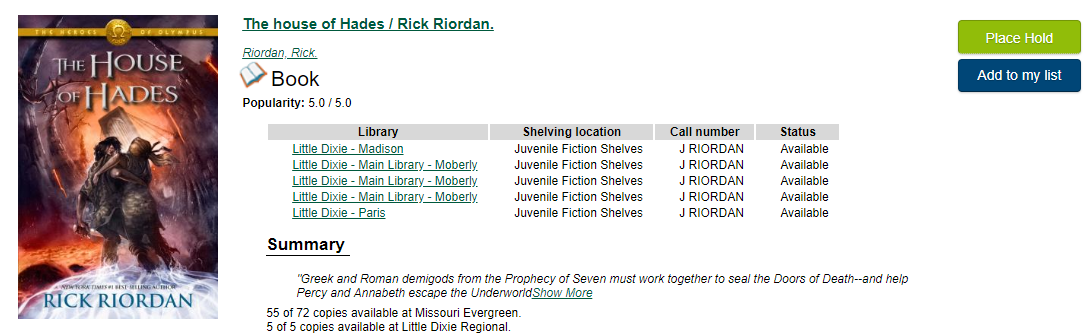 THE HEROES OF OLYMPUS
THE HOUSE
OF HADES
#1 NEW YORK TIMES BEST SELLING AUTHOR
RICK RIORDAN
The house of Hades / Rick Riordan.
Riordan, Rick.
Book
Popularity: 5.0 / 5.0
Place Hold
Add to my list
Library Shelving location Call number Status
Little Dixie - Madison Juvenile Fiction Shelves J RIORDAN Available
Little Dixie - Main Library - Moberly Juvenile Fiction Shelves J RIORDAN Available
Little Dixie - Main Library - Moberly Juvenile Fiction Shelves J RIORDAN Available
Little Dixie - Main Library - Moberly Juvenile Fiction Shelves J RIORDAN Available
Little Dixie - Paris Juvenile Fiction Shelves J RIORDAN Available
Summary
"Greek and Roman demigods from the Prophecy of Seven must work together to seal the Doors of Death--and help
Percy and Annabeth escape the UnderworldShow More
55 of 72 copies available at Missouri Evergreen.
5 of 5 copies available at Little Dixie Regional.